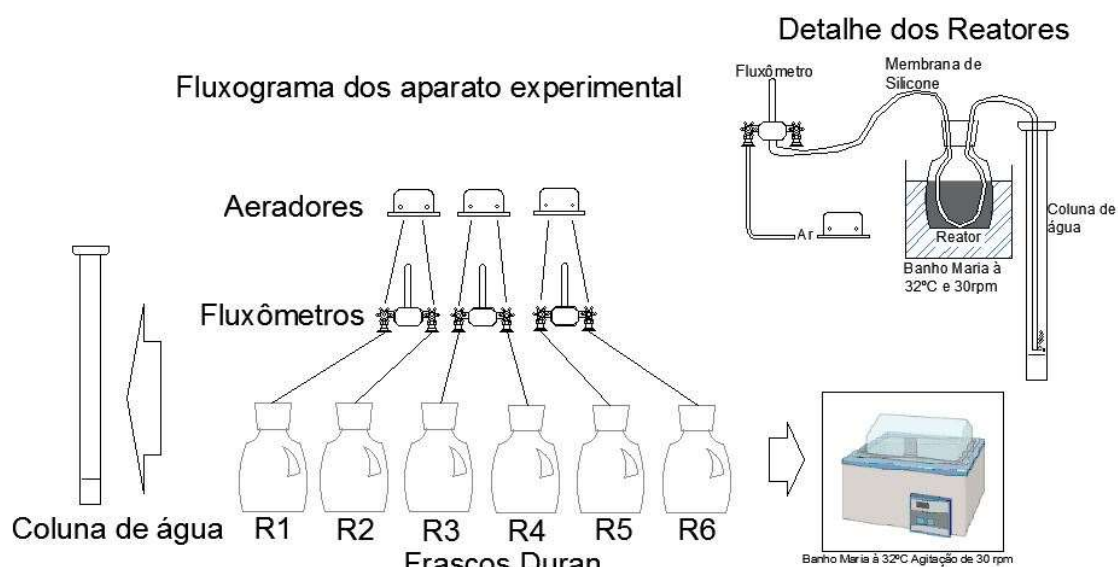 Detalhe dos Reatores
Fluxograma dos aparato experimental
Fluxômetro
Membrana de
Silicone
Ar
Reator
Coluna de
água
Banho Maria à
32ºC e 30rpm
Aeradores
Fluxômetros
Coluna de água
R1 R2 R3 R4 R5 R6
Frascos Duran
Banho Maria à 32ºC Agitação de 30 rpm